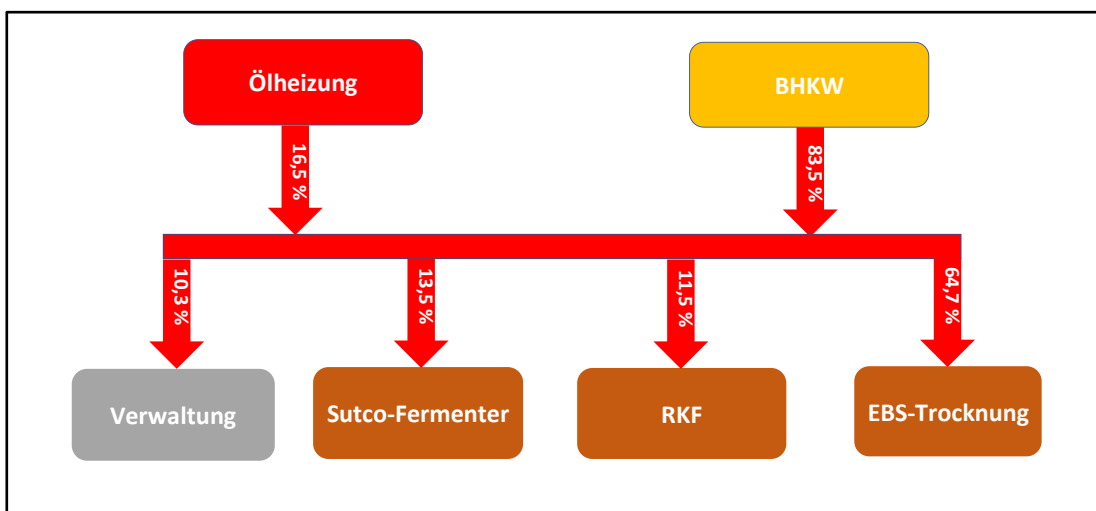 Ölheizung
BHKW
16,5 %
83,5 %
10,3 %
13,5 %
11,5 %
64,7 %
Verwaltung
Sutco-Fermenter
RKF
EBS-Trocknung